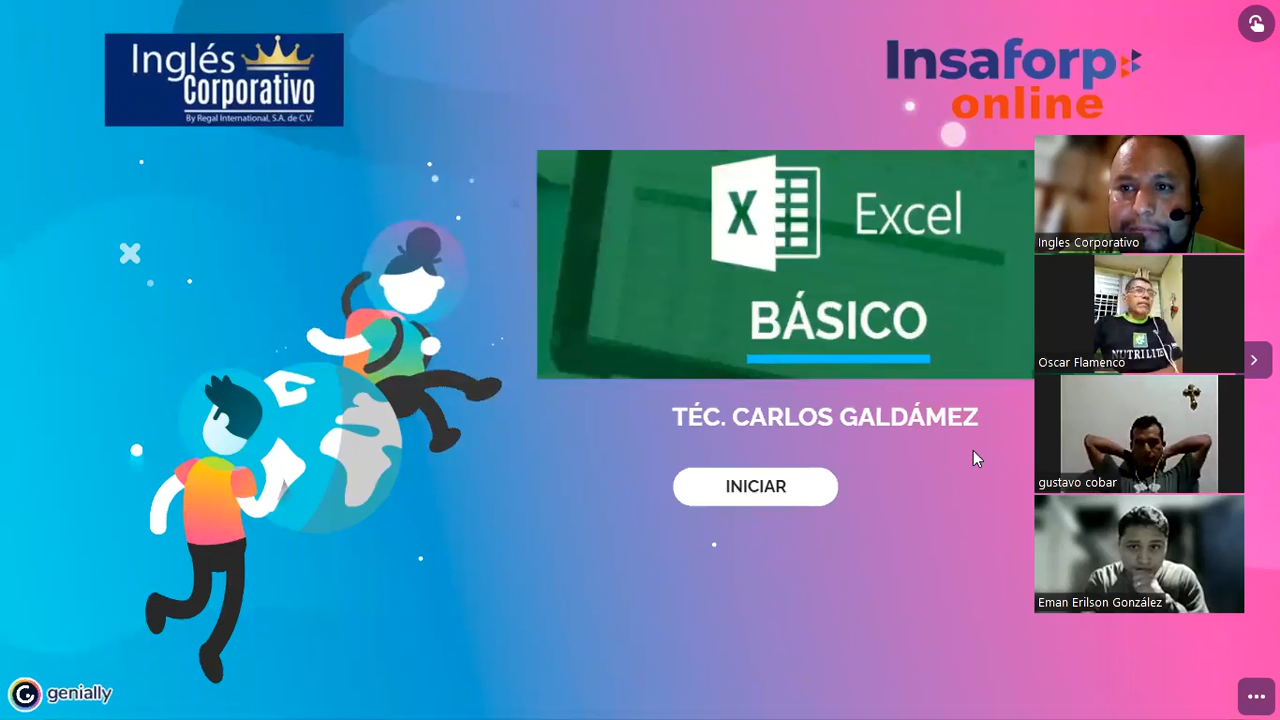 Inglés
Corporativo
By Regal International, S.A. de C.V.
Insaforp
online
X
Excel
BÁSICO
TÉC. CARLOS GALDÁMEZ
INICIAR
Ingles Corporativo
NUTRILITE
Oscar Flamenco
gustavo cobar
Eman Erilson González
genially